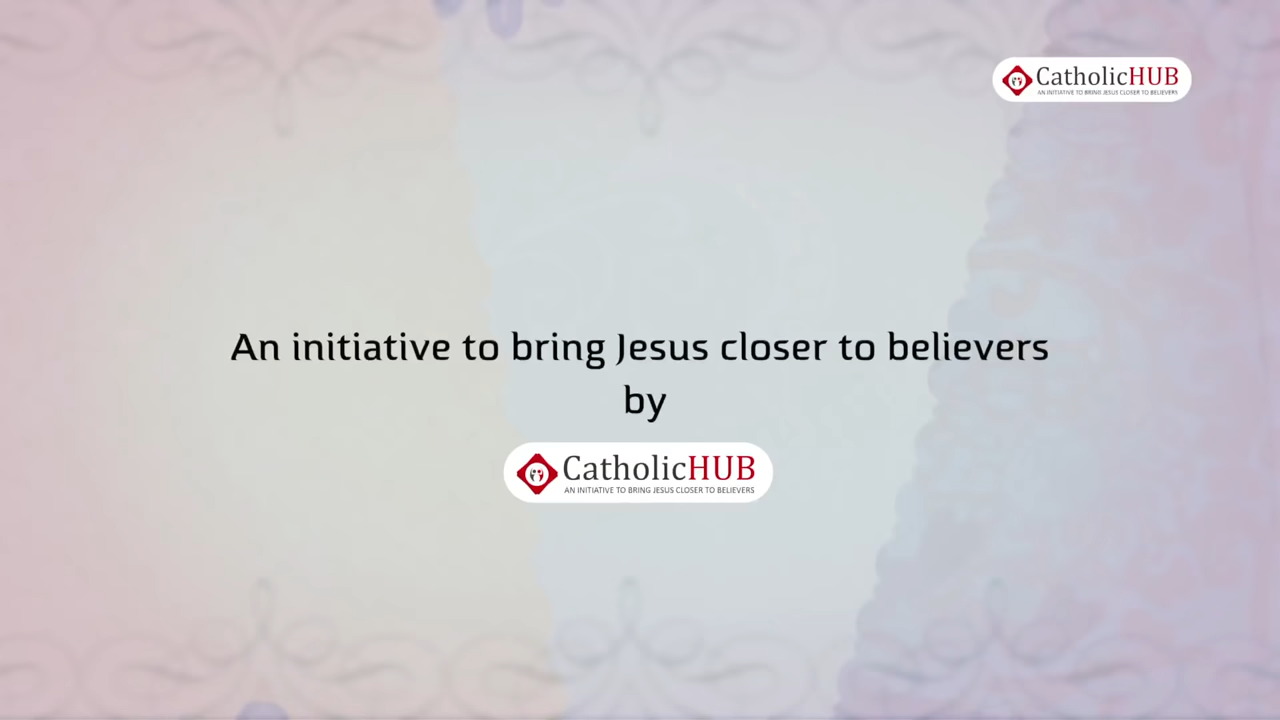 CatholicHUB
AN INITIATIVE TO BRING JESUS CLOSER TO BELIEVERS
An initiative to bring Jesus closer to believers
by
CatholicHUB
AN INITIATIVE TO BRING JESUS CLOSER TO BELIEVERS